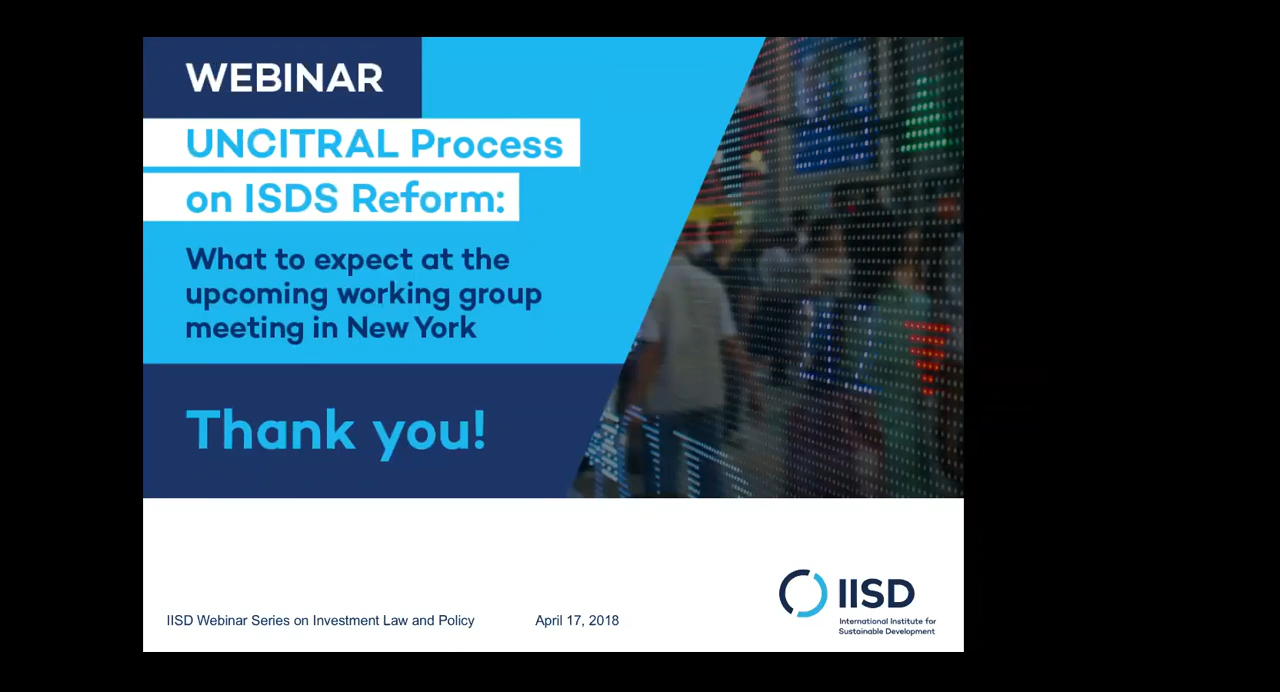 WEBINAR
UNCITRAL Process
on ISDS Reform:
What to expect at the
upcoming working group
meeting in New York
Thank you!
IISD Webinar Series on Investment Law and Policy
April 17, 2018
IISD
International Institute for
Sustainable Development